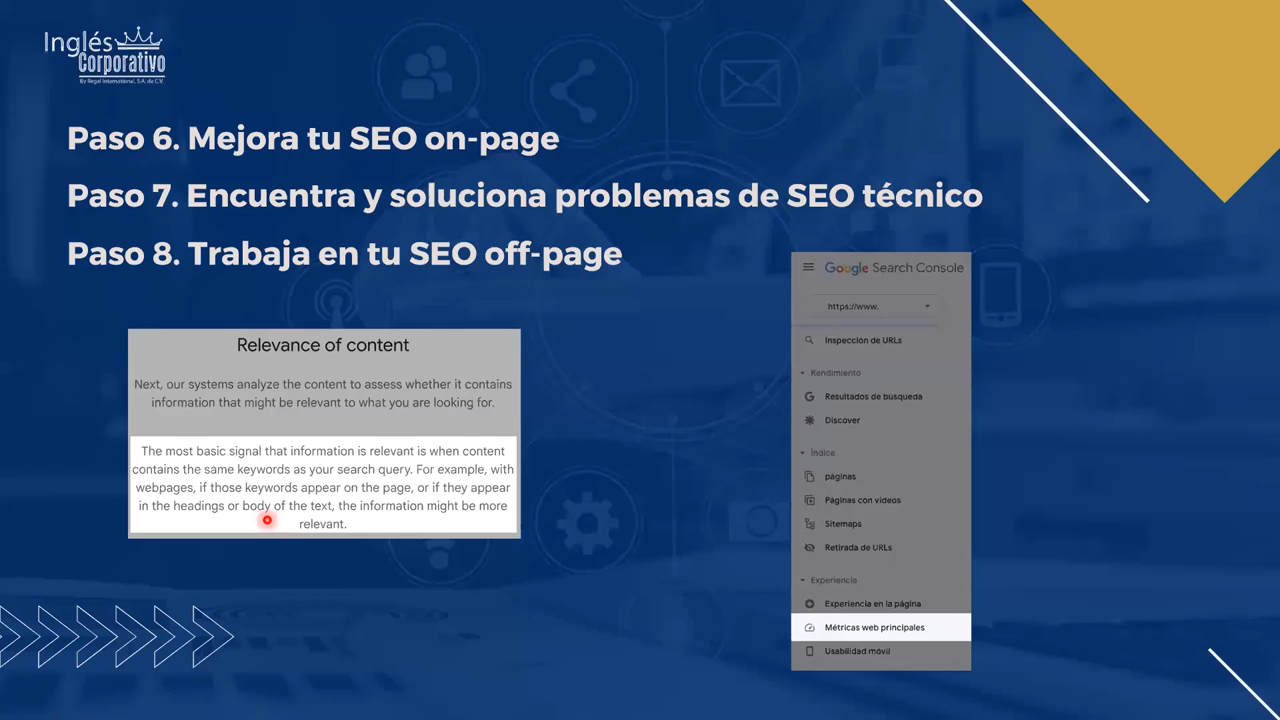 Inglés
Corporativo
By Regal International, S.A. de C.V.
Paso 6. Mejora tu SEO on-page
Paso 7. Encuentra y soluciona problemas de SEO técnico
Paso 8. Trabaja en tu SEO off-page
Relevance of content
Next, our systems analyze the content to assess whether it contains
information that might be relevant to what you are looking for.
The most basic signal that information is relevant is when content
contains the same keywords as your search query. For example, with
webpages, if those keywords appear on the page, or if they appear
in the headings or body of the text, the information might be more
relevant.
Google Search Console
https://www.
Inspección de URLs
Rendimiento
Resultados de búsqueda
Discover
Índice
páginas
Páginas con videos
Sitemaps
Retirada de URLs
Experiencia
Experiencia en la página
Métricas web principales
Usabilidad móvil